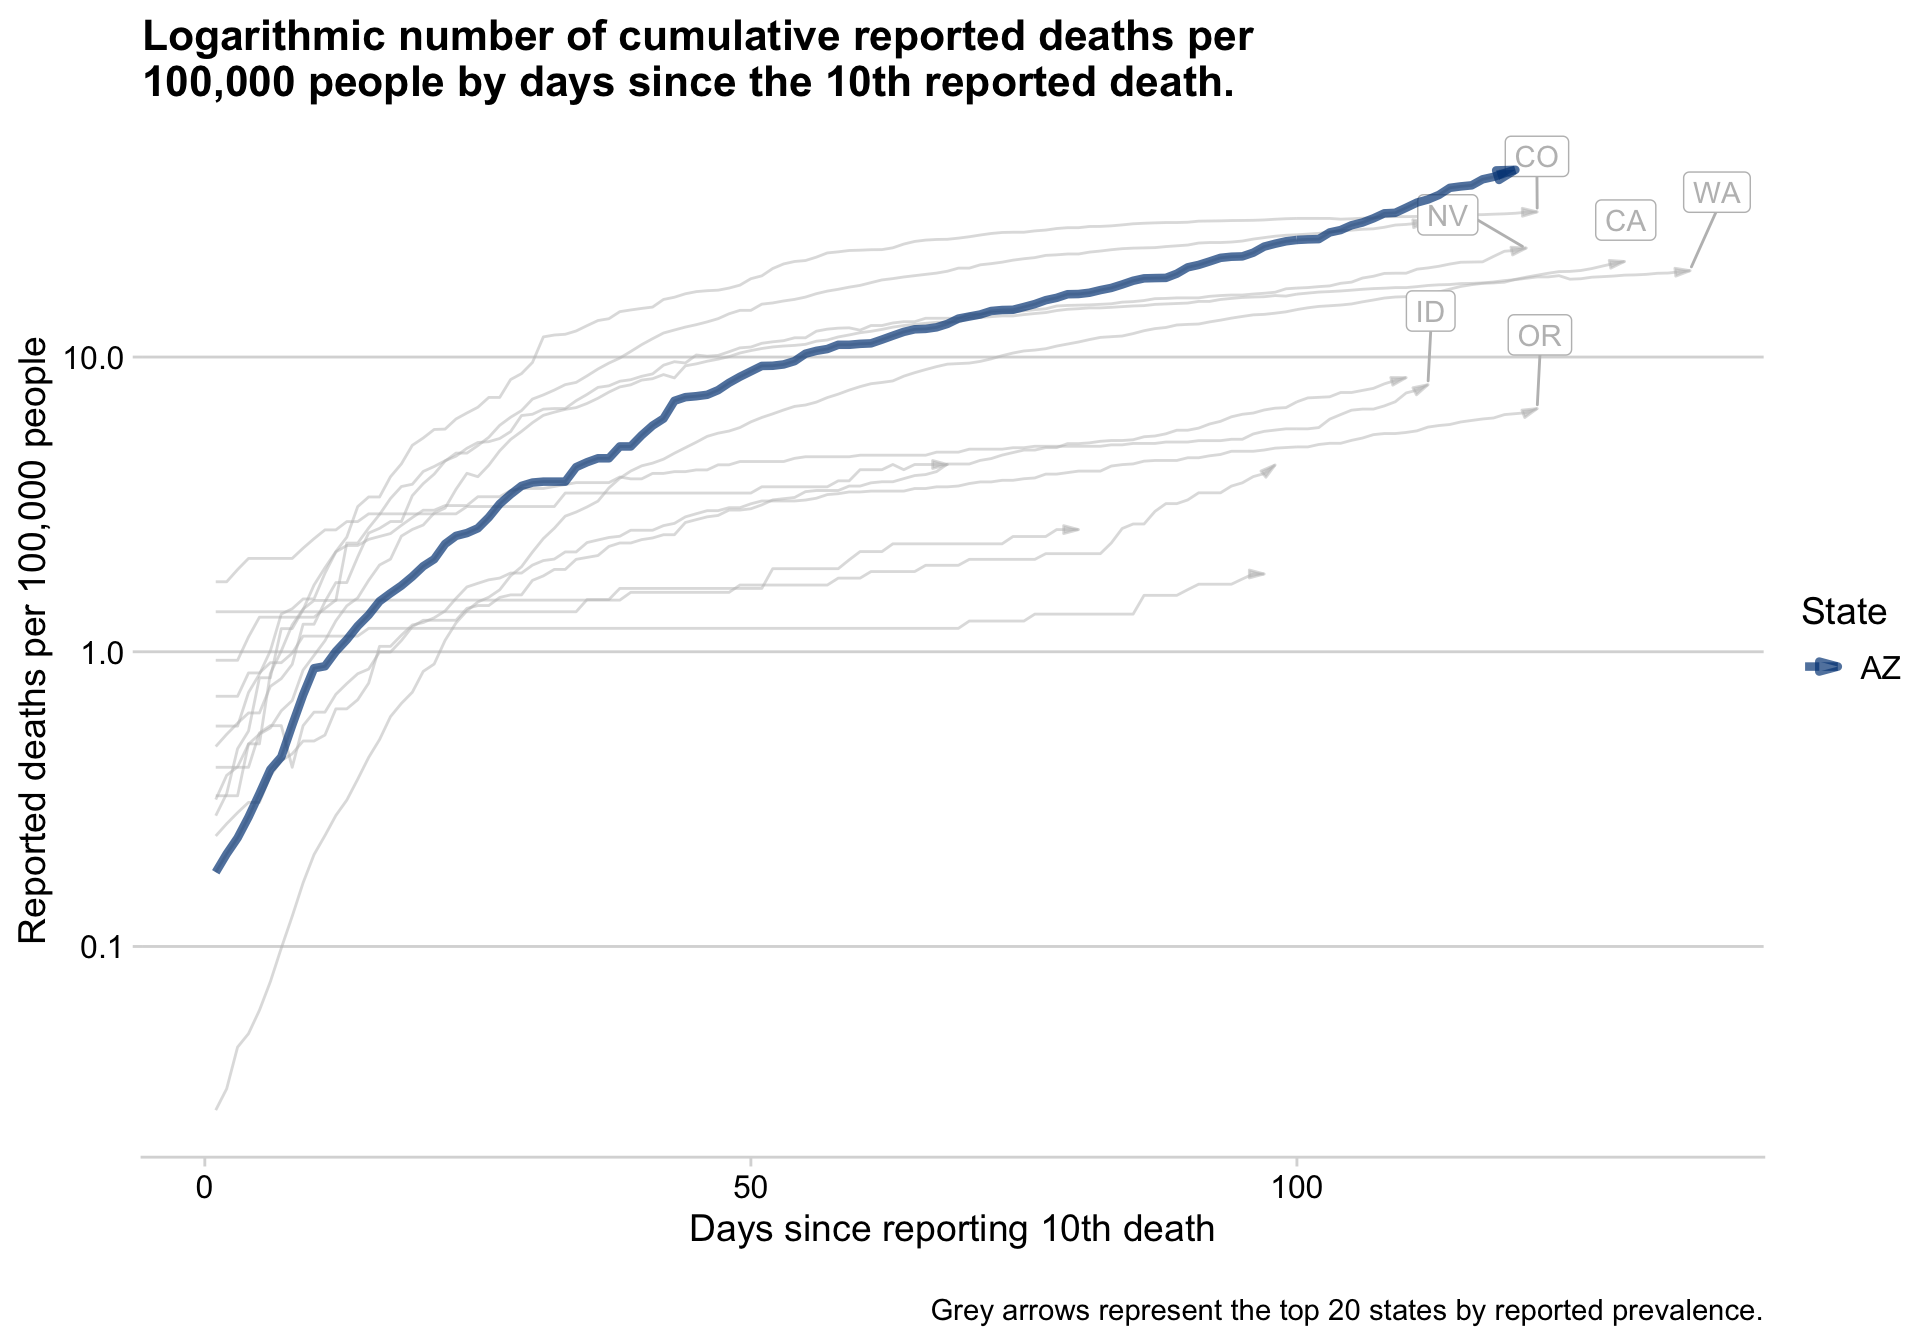 Logarithmic number of cumulative reported deaths per
100,000 people by days since the 10th reported death.
CO
WA
NV
CA
ID
OR
10.0
1.0
0.1
Reported deaths per 100,000 people
State
AZ
0
50
100
Days since reporting 10th death
Grey arrows represent the top 20 states by reported prevalence.